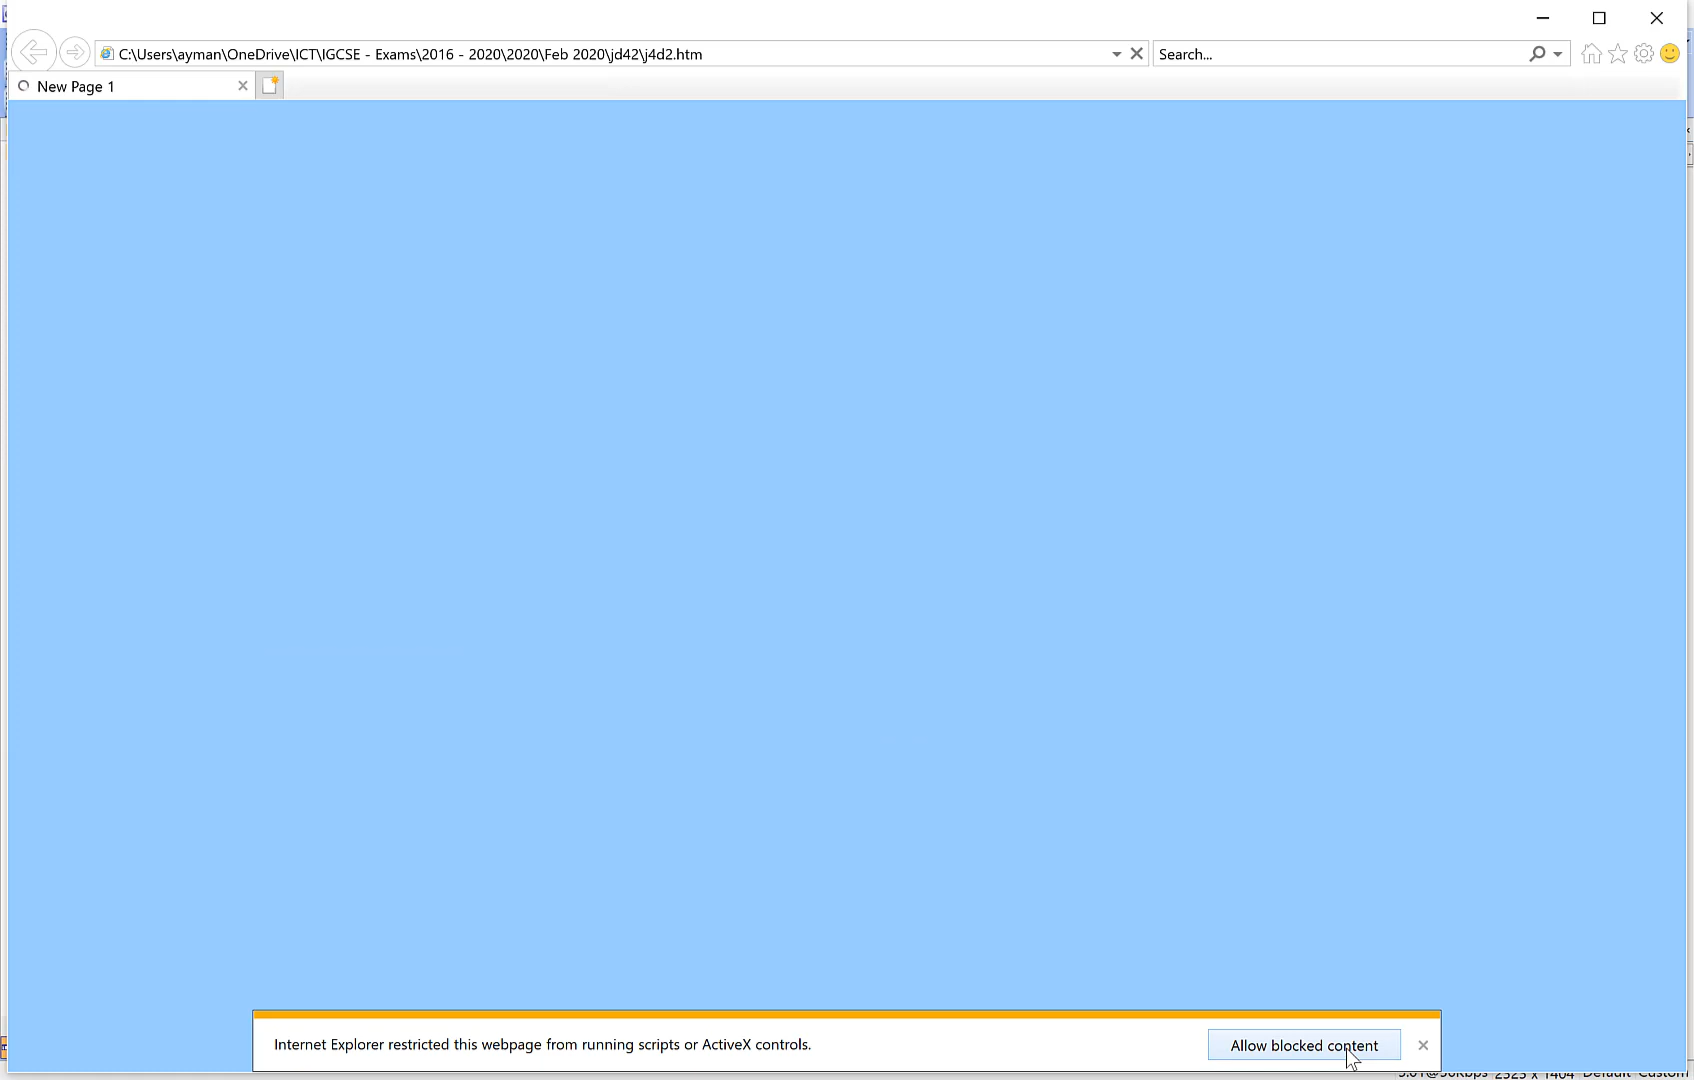 C:\Users\ayman\OneDrive\ICT\IGCSE - Exams\2016 - 2020\2020\Feb 2020\jd42\j4d2.htm
Search...
New Page 1
Internet Explorer restricted this webpage from running scripts or ActiveX controls.
Allow blocked content